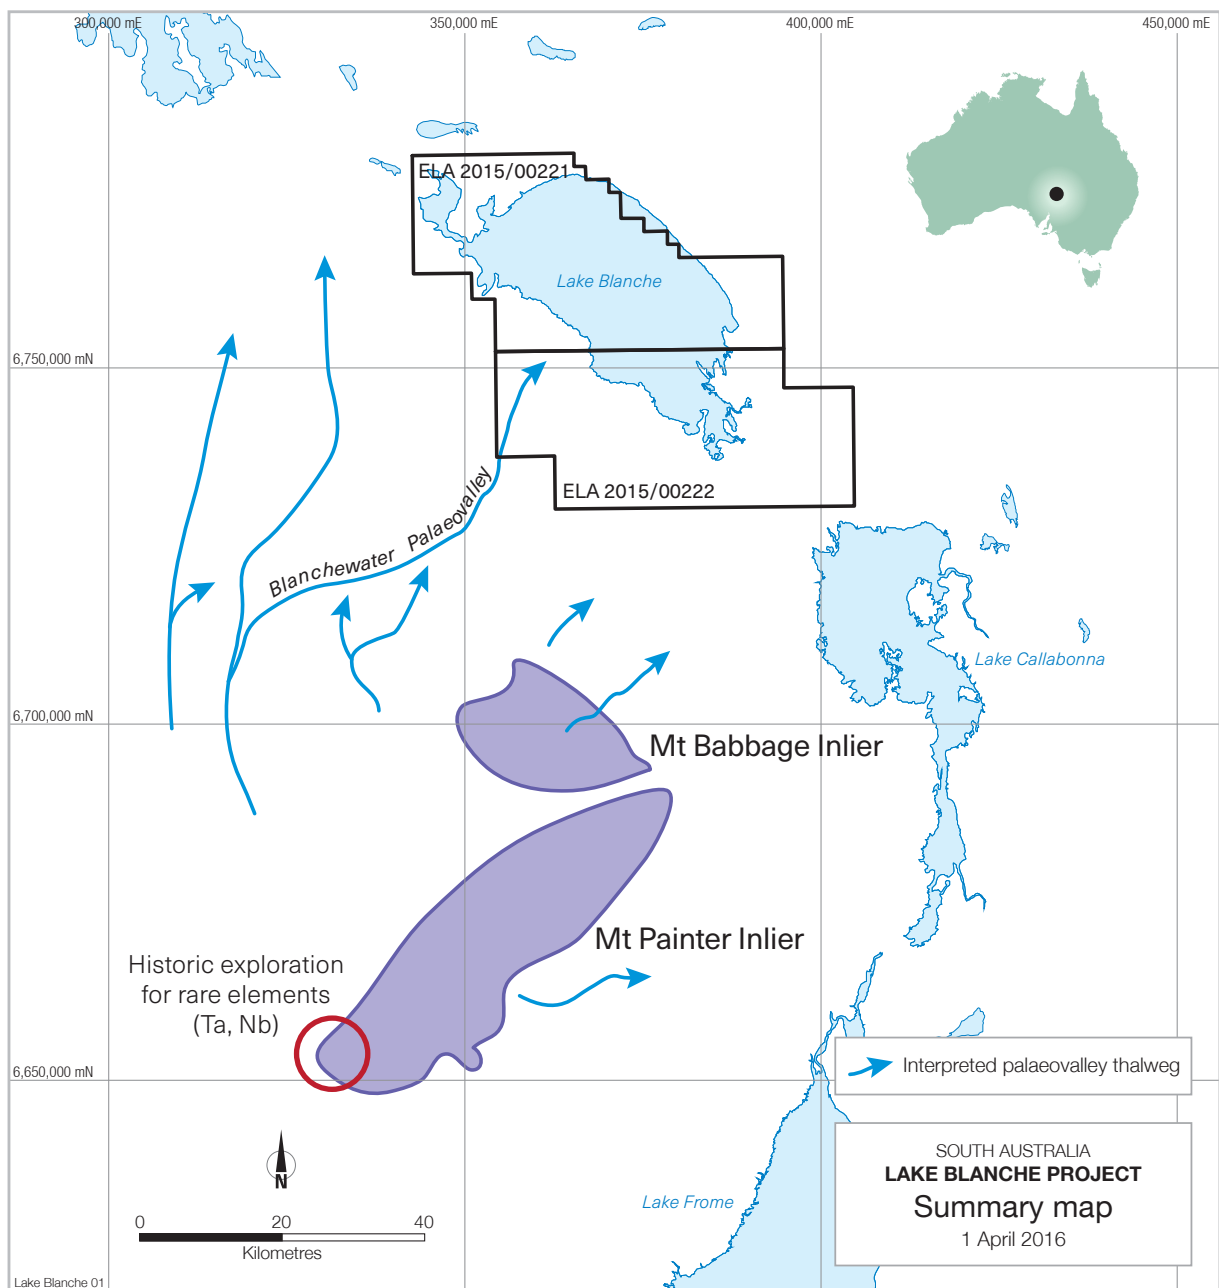 300,000 mE
350,000 mE
400,000 mE
450,000 mE
ELA 2015/00221
Lake Blanche
6,750,000 mN
ELA 2015/00222
Blanchewater Palaeovalley
Lake Callabonna
6,700,000 mN
Mt Babbage Inlier
Mt Painter Inlier
Historic exploration
for rare elements
(Ta, Nb)
6,650,000 mN
Interpreted palaeovalley thalweg
N
0 20 40
Kilometres
Lake Frome
SOUTH AUSTRALIA
LAKE BLANCHE PROJECT
Summary map
1 April 2016
Lake Blanche 01